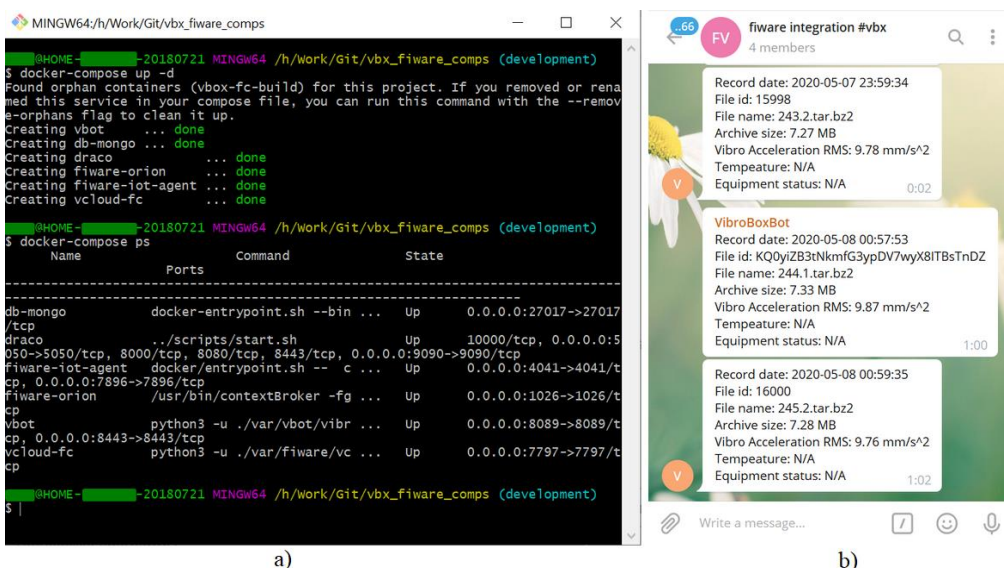 MINGW64:/h/Work/Git/vbx_fiware_comps
@HOME- -20180721 MINGW64 /h/Work/Git/vbx_fiware_comps (development)
$ docker-compose up -d
Found orphan containers (vbox-fc-build) for this project. If you removed or rena
med this service in your compose file, you can run this command with the --remov
e-orphans flag to clean it up.
Creating vbot ... done
Creating db-mongo ... done
Creating draco ... done
Creating fiware-orion ... done
Creating fiware-iot-agent ... done
Creating vcloud-fc ... done
@HOME- -20180721 MINGW64 /h/Work/Git/vbx_fiware_comps (development)
$ docker-compose ps
Name Command State
Ports
--------------------------------------------------------------------------------
------------------------------------------------------------------
db-mongo docker-entrypoint.sh --bin ... Up 0.0.0.0:27017->27017
/tcp
draco ../scripts/start.sh Up 10000/tcp, 0.0.0.0:5
050->5050/tcp, 8000/tcp, 8080/tcp, 8443/tcp, 0.0.0.0:9090->9090/tcp
fiware-iot-agent docker/entrypoint.sh -- c ... Up 0.0.0.0:4041->4041/t
cp, 0.0.0.0:7896->7896/tcp
fiware-orion /usr/bin/contextBroker -fg ... Up 0.0.0.0:1026->1026/t
cp
vbot python3 -u ./var/vbot/vibr ... Up 0.0.0.0:8089->8089/t
cp, 0.0.0.0:8443->8443/tcp
vcloud-fc python3 -u ./var/fiware/vc ... Up 0.0.0.0:7797->7797/t
cp
@HOME- -20180721 MINGW64 /h/Work/Git/vbx_fiware_comps (development)
$
a)
..66
FV
fiware integration #vbx
4 members
Record date: 2020-05-07 23:59:34
File id: 15998
File name: 243.2.tar.bz2
Archive size: 7.27 MB
Vibro Acceleration RMS: 9.78 mm/s^2
Tempeature: N/A
Equipment status: N/A
0:02
V
VibroBoxBot
Record date: 2020-05-08 00:57:53
File id: KQ0yiZB3tNkmfG3ypDV7wyX8ITBsTnDZ
File name: 244.1.tar.bz2
Archive size: 7.33 MB
Vibro Acceleration RMS: 9.87 mm/s^2
Tempeature: N/A
Equipment status: N/A
1:00
Record date: 2020-05-08 00:59:35
File id: 16000
File name: 245.2.tar.bz2
Archive size: 7.28 MB
Vibro Acceleration RMS: 9.76 mm/s^2
Tempeature: N/A
Equipment status: N/A
1:02
V
Write a message...
b)